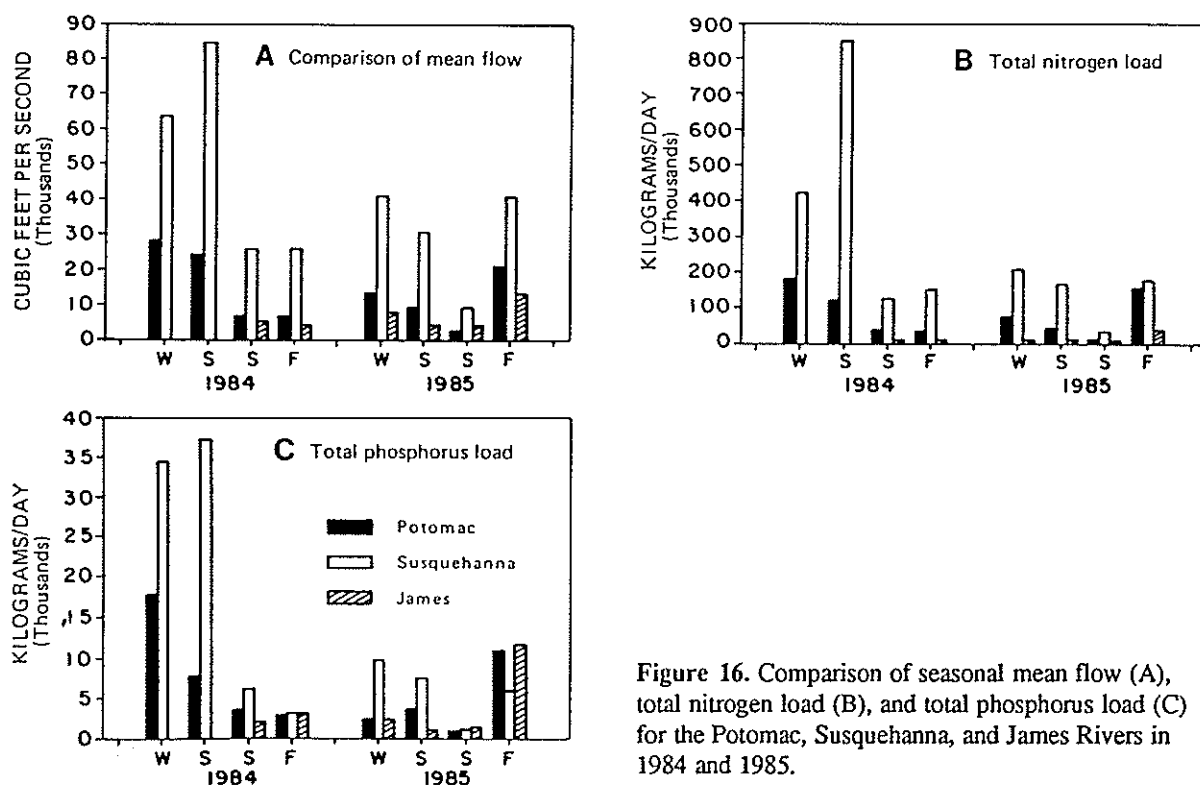 A Comparison of mean flow
CUBIC FEET PER SECOND
(Thousands)
90
80
70
60
50
40
30
20
10
0
W S S F W S S F
1984 1985
B Total nitrogen load
KILOGRAMS/DAY
(Thousands)
900
800
700
600
500
400
300
200
100
0
W S S F W S S F
1984 1985
C Total phosphorus load
KILOGRAMS/DAY
(Thousands)
40
35
30
25
20
15
10
5
0
Potomac
Susquehanna
James
W S S F W S S F
1984 1985
Figure 16. Comparison of seasonal mean flow (A),
total nitrogen load (B), and total phosphorus load (C)
for the Potomac, Susquehanna, and James Rivers in
1984 and 1985.